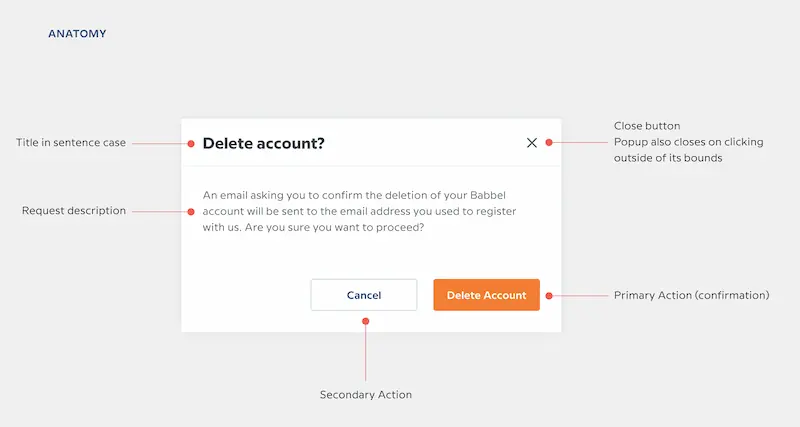 ANATOMY
Title in sentence case
Delete account?
Close button
Popup also closes on clicking
outside of its bounds
Request description
An email asking you to confirm the deletion of your Babbel
account will be sent to the email address you used to register
with us. Are you sure you want to proceed?
Cancel
Delete Account
Primary Action (confirmation)
Secondary Action